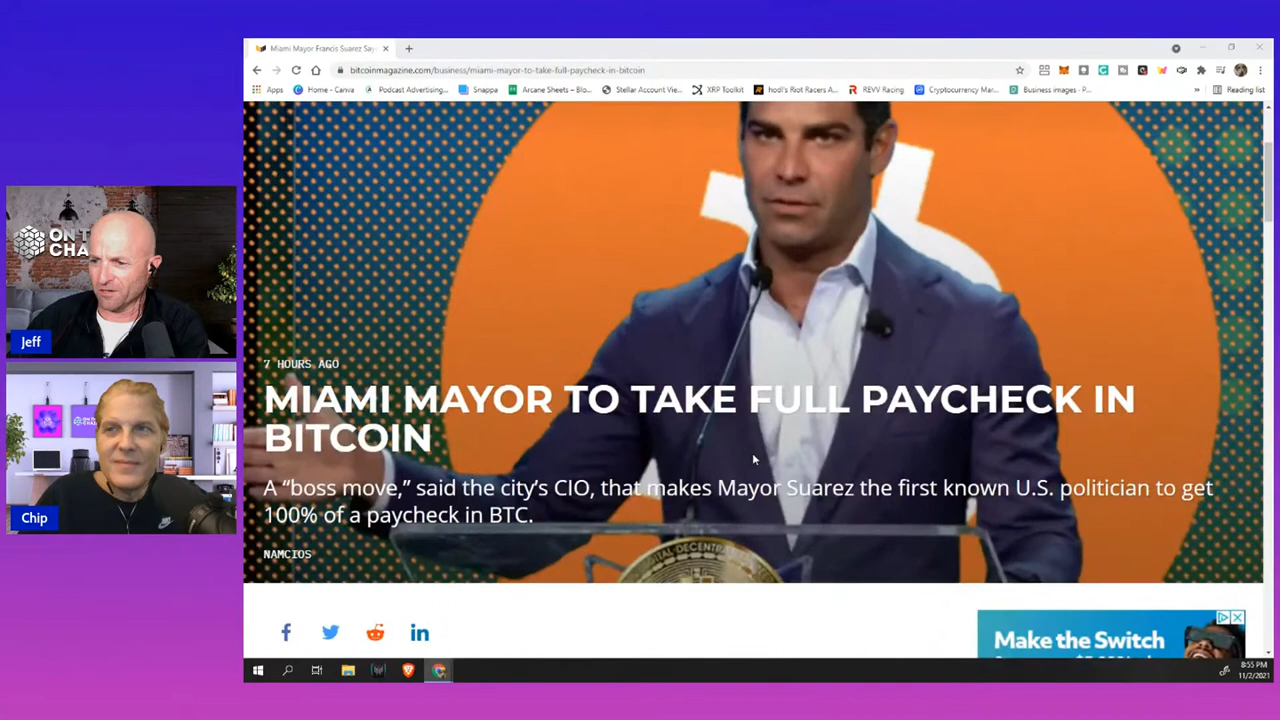 Miami Mayor Francis Suarez Say
bitcoinmagazine.com/business/miami-mayor-to-take-full-paycheck-in-bitcoin
Apps
Home - Canva
Podcast Advertising...
Snappa
Arcane Sheets – Blo...
Stellar Account Vie...
XRP Toolkit
hodl's Riot Racers A...
REVV Racing
Cryptocurrency Mar...
Business images · P...
»
Reading list
ON T
CHA
Jeff
Chip
7 HOURS AGO
MIAMI MAYOR TO TAKE FULL PAYCHECK IN
BITCOIN
A “boss move,” said the city’s CIO, that makes Mayor Suarez the first known U.S. politician to get
100% of a paycheck in BTC.
NAMCIOS
Make the Switch
8:55 PM
11/2/2021